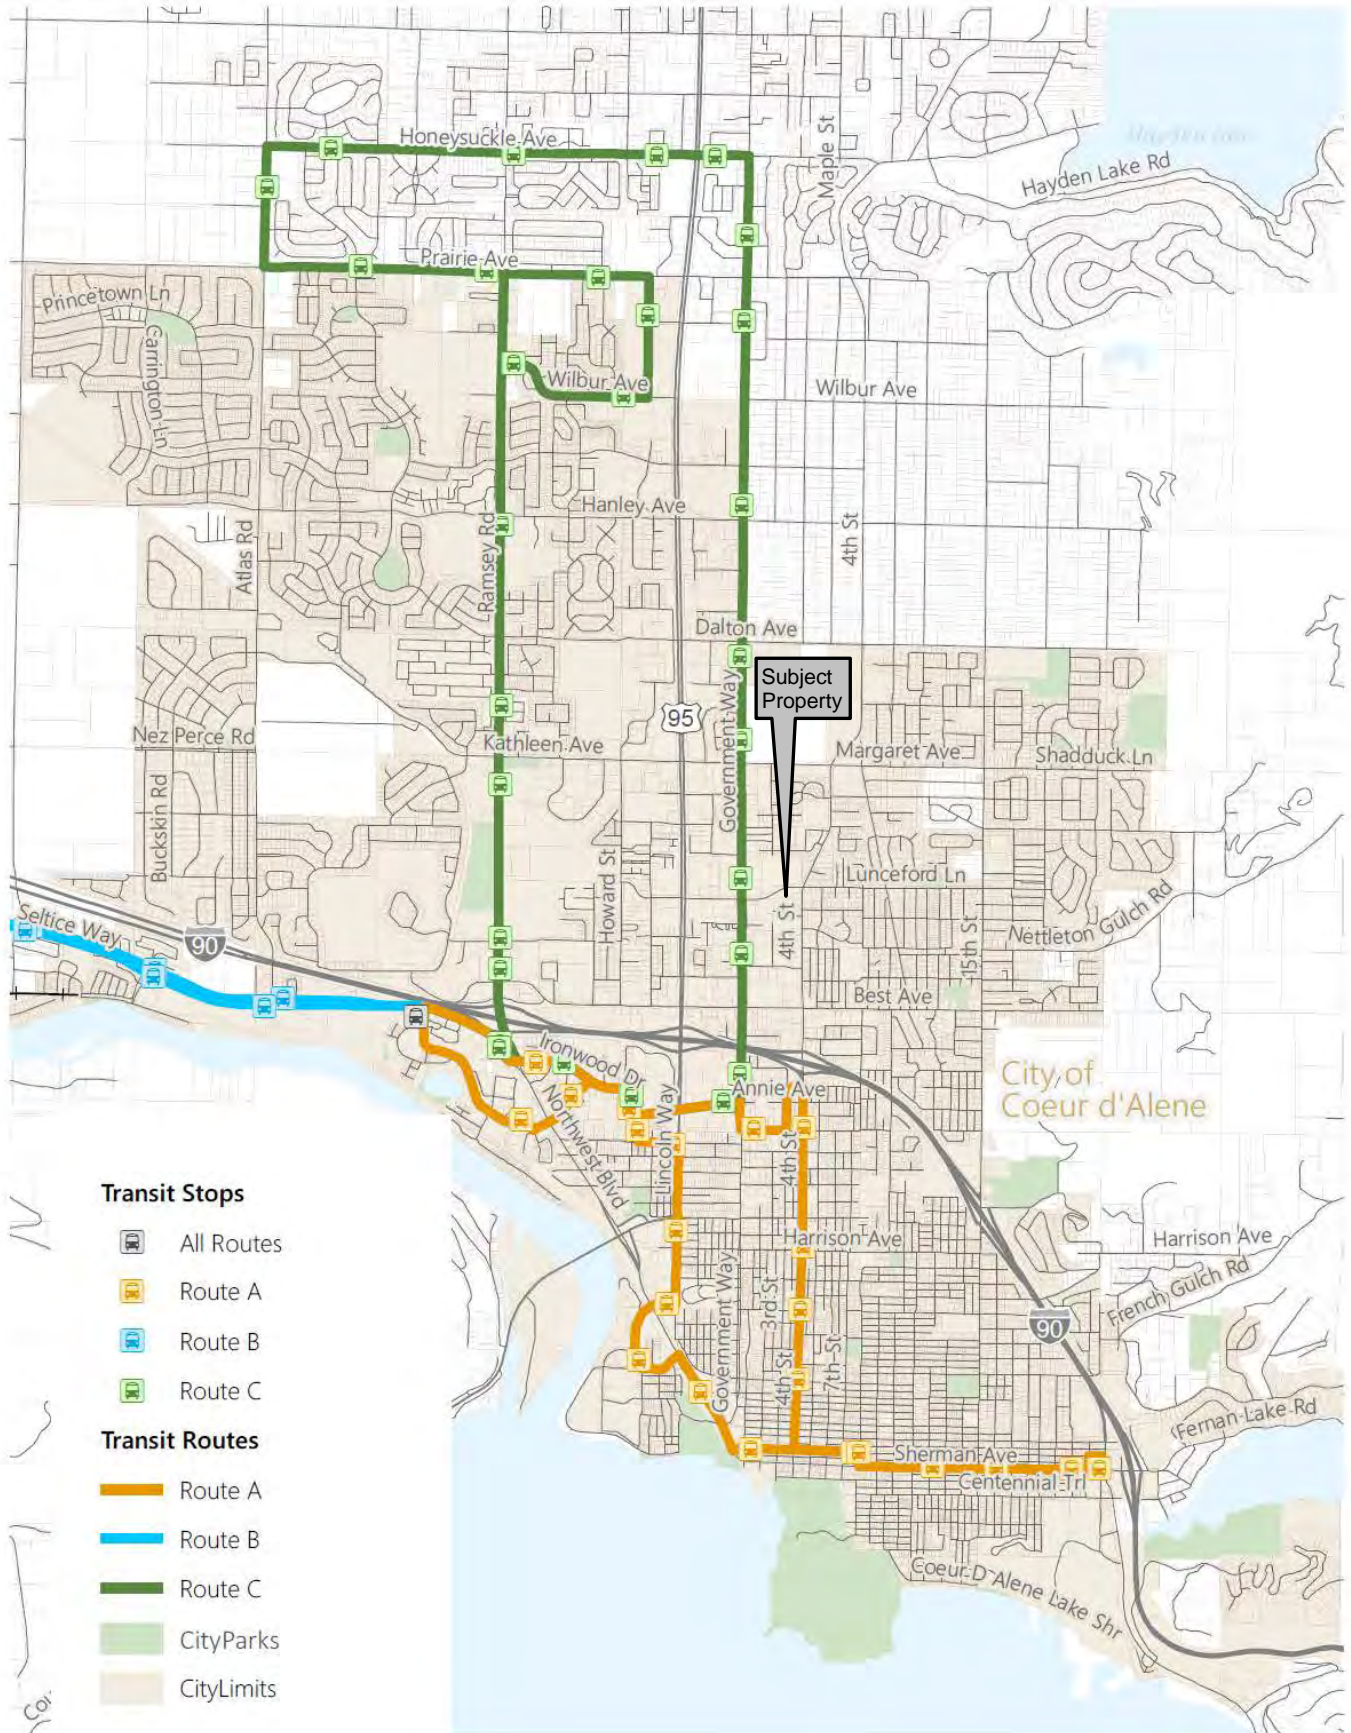 Honeysuckle Ave
Maple St
Hayden Lake
Hayden Lake Rd
Prairie Ave
Princetown Ln
Carrington Ln
Wilbur Ave
Wilbur Ave
Hanley Ave
Atlas Rd
Ramsey Rd
4th St
Dalton Ave
Subject
Property
Government Way
95
Nez Perce Rd
Kathleen Ave
Margaret Ave
Shadduck Ln
Buckskin Rd
Howard St
Lunceford Ln
4th St
15th St
Nettleton Gulch Rd
Seltice Way
90
Best Ave
Ironwood Dr
Annie Ave
City of
Coeur d'Alene
Northwest Blvd
Lincoln Way
4th St
Transit Stops
All Routes
Route A
Route B
Route C
Harrison Ave
Harrison Ave
Government Way
3rd St
French Gulch Rd
90
4th St
7th St
Fernan Lake Rd
Sherman Ave
Centennial Trl
Transit Routes
Route A
Route B
Route C
CityParks
CityLimits
Coeur D'Alene Lake Shr